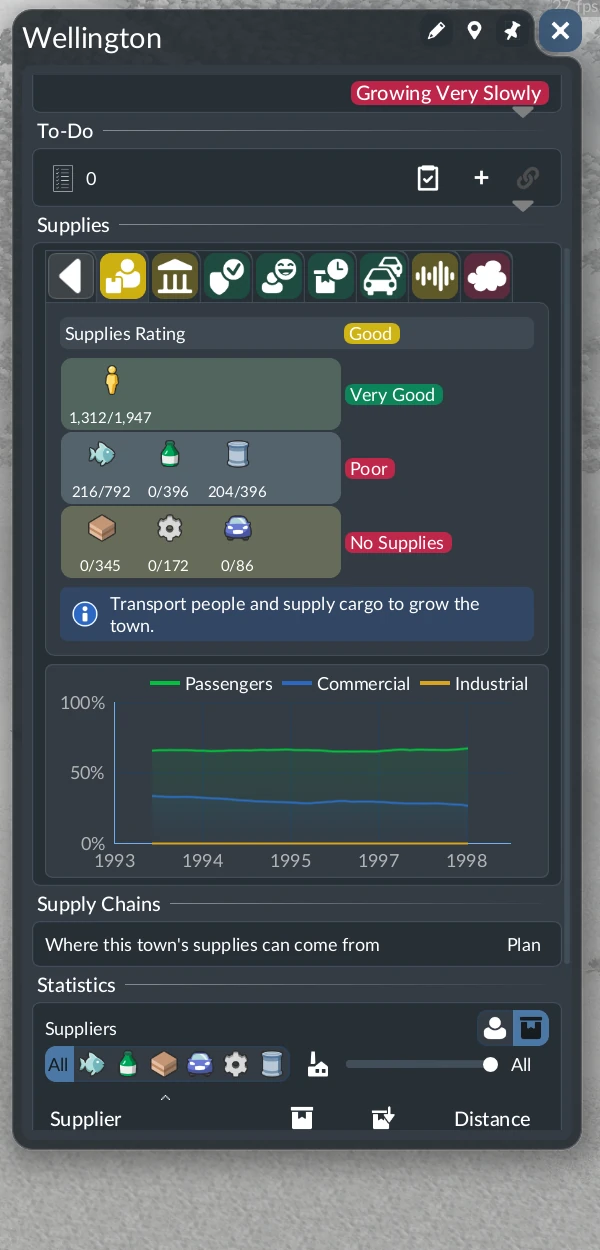 27 fps
Wellington
Growing Very Slowly
To-Do
0
Supplies
Supplies Rating Good
1,312/1,947 Very Good
216/792 0/396 204/396 Poor
0/345 0/172 0/86 No Supplies
Transport people and supply cargo to grow the
town.
Passengers Commercial Industrial
100%
50%
0%
1993 1994 1995 1997 1998
Supply Chains
Where this town's supplies can come from Plan
Statistics
Suppliers
All All
Supplier Distance